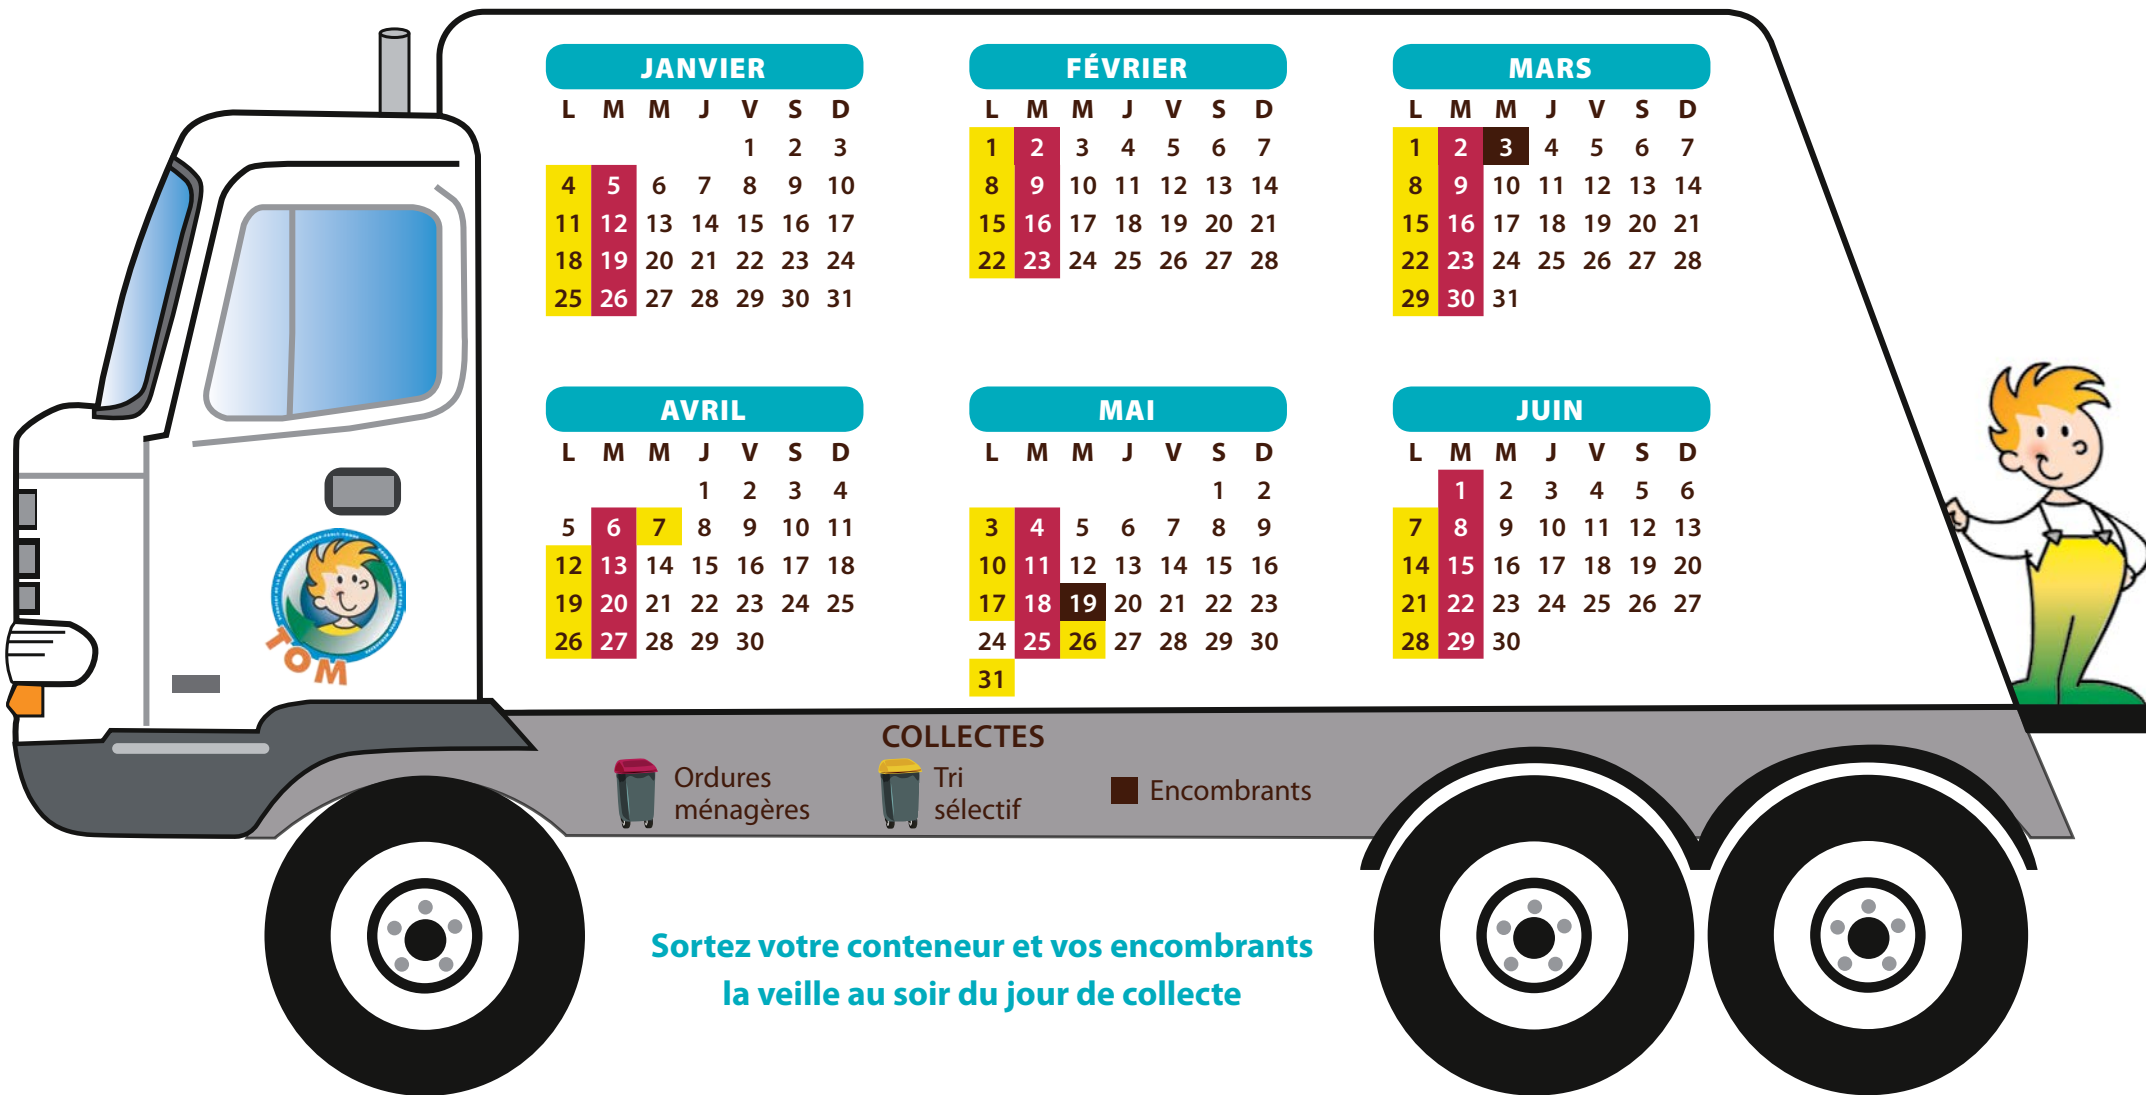 JANVIER
L M M J V S D
1 2 3
4 5 6 7 8 9 10
11 12 13 14 15 16 17
18 19 20 21 22 23 24
25 26 27 28 29 30 31
FÉVRIER
L M M J V S D
1 2 3 4 5 6 7
8 9 10 11 12 13 14
15 16 17 18 19 20 21
22 23 24 25 26 27 28
MARS
L M M J V S D
1 2 3 4 5 6 7
8 9 10 11 12 13 14
15 16 17 18 19 20 21
22 23 24 25 26 27 28
29 30 31
AVRIL
L M M J V S D
1 2 3 4
5 6 7 8 9 10 11
12 13 14 15 16 17 18
19 20 21 22 23 24 25
26 27 28 29 30
MAI
L M M J V S D
1 2
3 4 5 6 7 8 9
10 11 12 13 14 15 16
17 18 19 20 21 22 23
24 25 26 27 28 29 30
31
JUIN
L M M J V S D
1 2 3 4 5 6
7 8 9 10 11 12 13
14 15 16 17 18 19 20
21 22 23 24 25 26 27
28 29 30
TOM
COLLECTES
Ordures
ménagères
Tri
sélectif
Encombrants
Sortez votre conteneur et vos encombrants
la veille au soir du jour de collecte